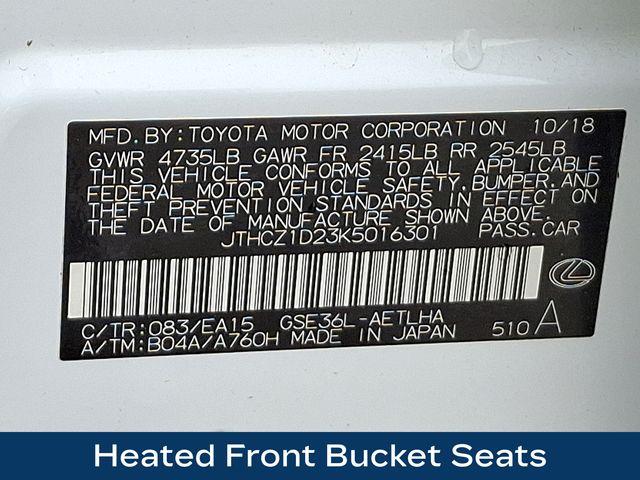 MFD. BY: TOYOTA MOTOR CORPORATION 10/18
GVWR 4735LB GAWR FR 2415LB RR 2545LB
THIS VEHICLE CONFORMS TO ALL APPLICABLE
FEDERAL MOTOR VEHICLE SAFETY, BUMPER, AND
THEFT PREVENTION STANDARDS IN EFFECT ON
THE DATE OF MANUFACTURE SHOWN ABOVE.
JTHCZ1D23K5016301 PASS. CAR
C/TR: 083/EA15 GSE36L-AETLHA
A/TM: B04A/A760H MADE IN JAPAN 510 A
Heated Front Bucket Seats